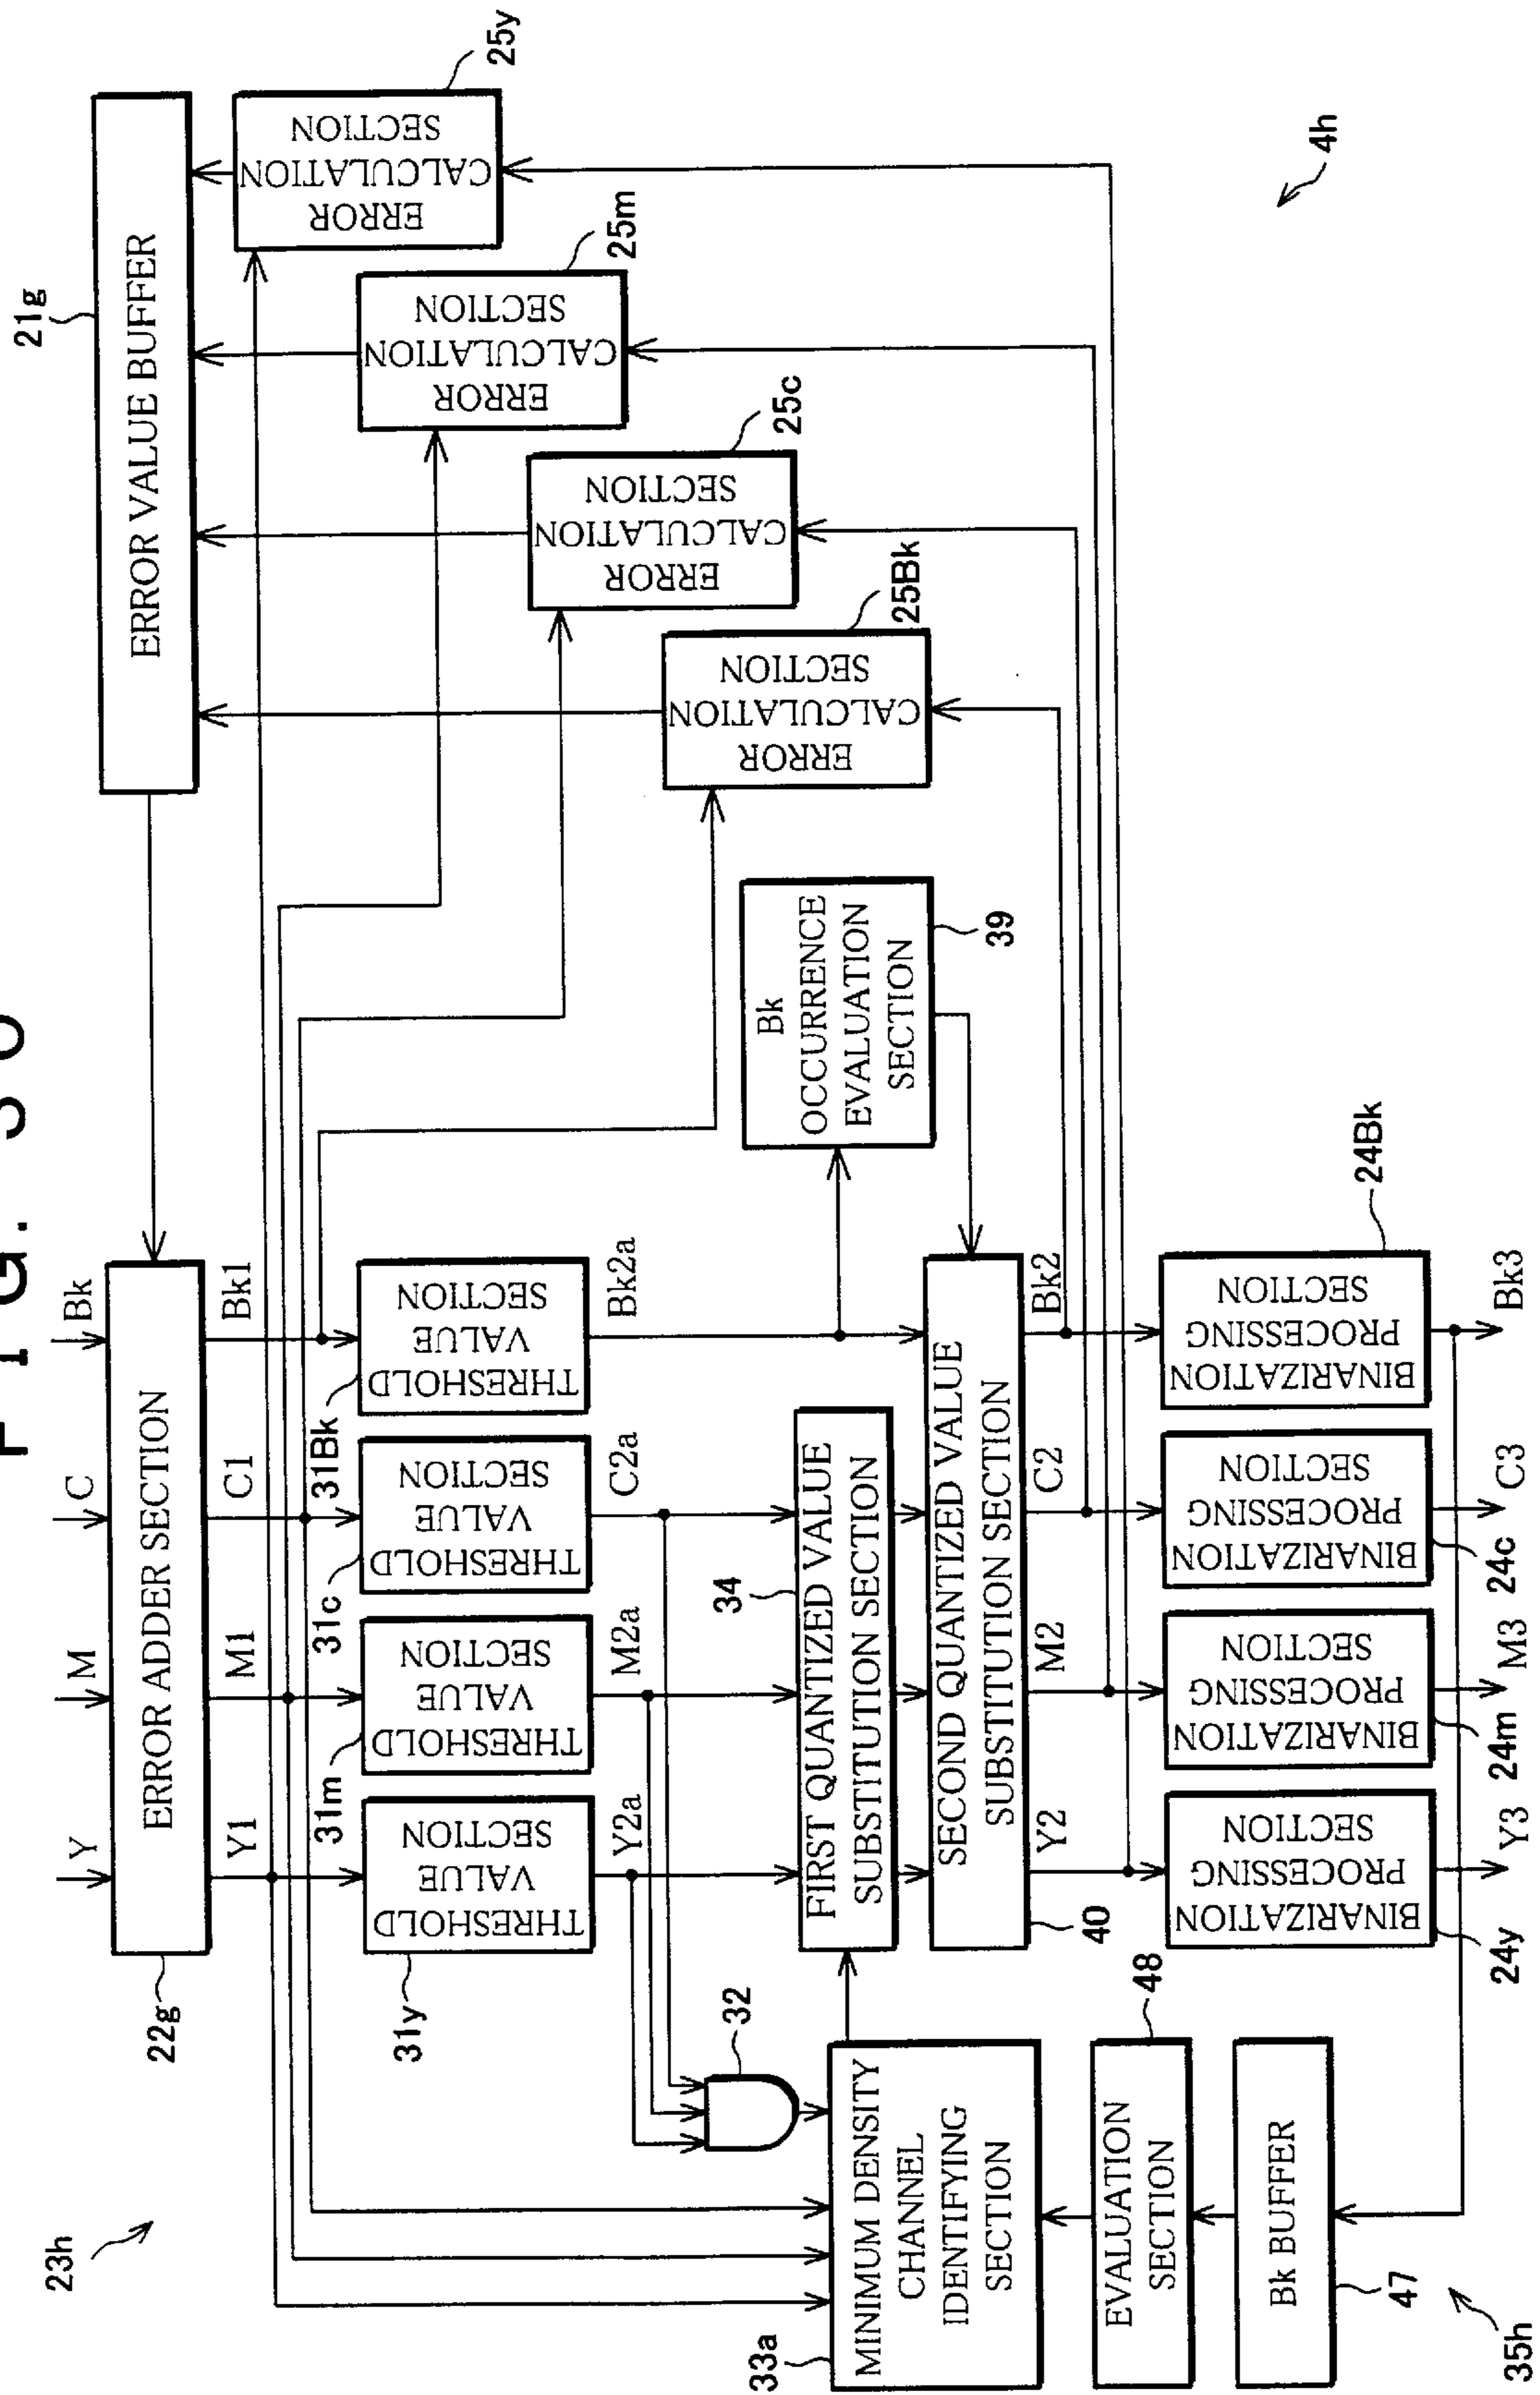 FIG. 30
21g
ERROR VALUE BUFFER
25y
ERROR
CALCULATION
SECTION
25m
ERROR
CALCULATION
SECTION
25c
ERROR
CALCULATION
SECTION
25Bk
ERROR
CALCULATION
SECTION
4h
23h
Y
M
C
Bk
22g
ERROR ADDER SECTION
Y1
M1
C1
Bk1
31y
THRESHOLD
VALUE
SECTION
31m
THRESHOLD
VALUE
SECTION
31c
THRESHOLD
VALUE
SECTION
31Bk
THRESHOLD
VALUE
SECTION
Y2a
M2a
C2a
Bk2a
32
34
FIRST QUANTIZED VALUE
SUBSTITUTION SECTION
Bk
OCCURRENCE
EVALUATION
SECTION
39
33a
MINIMUM DENSITY
CHANNEL
IDENTIFYING
SECTION
SECOND QUANTIZED VALUE
SUBSTITUTION SECTION
40
Y2
M2
C2
Bk2
48
EVALUATION
SECTION
Bk BUFFER
47
35h
BINARIZATION
PROCESSING
SECTION
24y
BINARIZATION
PROCESSING
SECTION
24m
BINARIZATION
PROCESSING
SECTION
24c
BINARIZATION
PROCESSING
SECTION
24Bk
Y3
M3
C3
Bk3